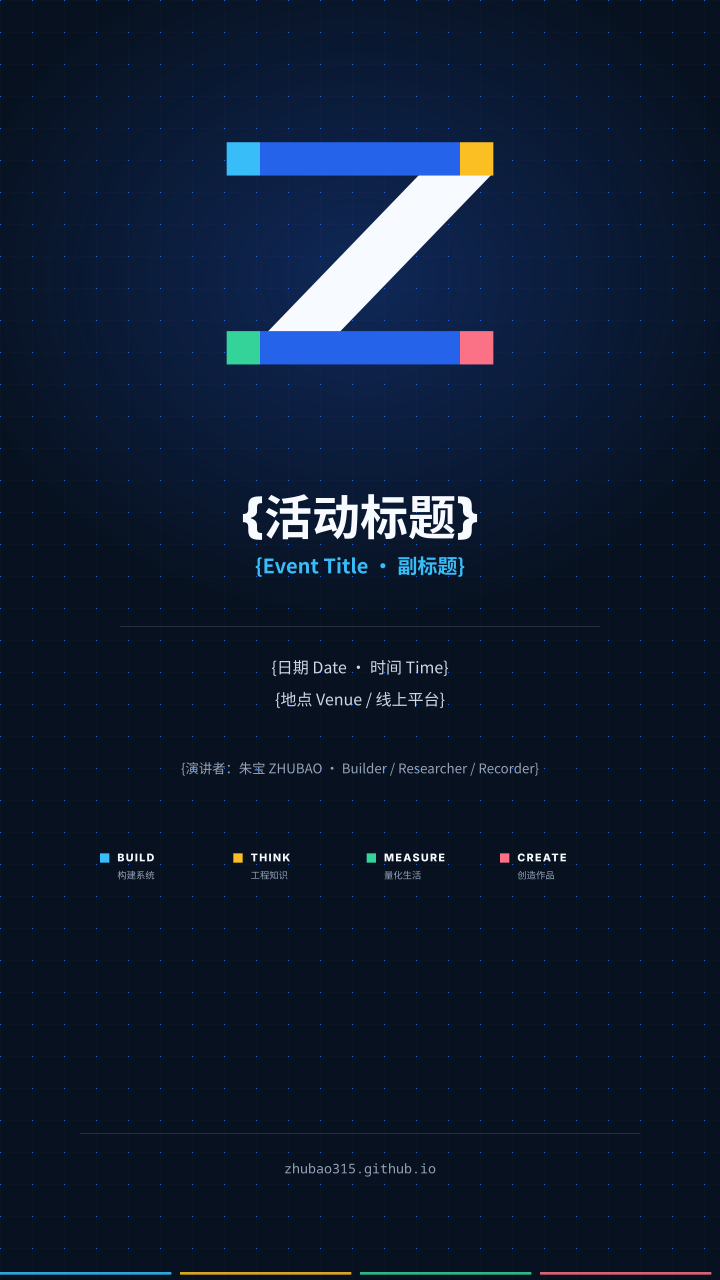 {活动标题}
{Event Title · 副标题}
{日期 Date · 时间 Time}
{地点 Venue / 线上平台}
{演讲者：朱宝 ZHUBAO · Builder / Researcher / Recorder}
BUILD
构建系统
THINK
工程知识
MEASURE
量化生活
CREATE
创造作品
zhubao315.github.io